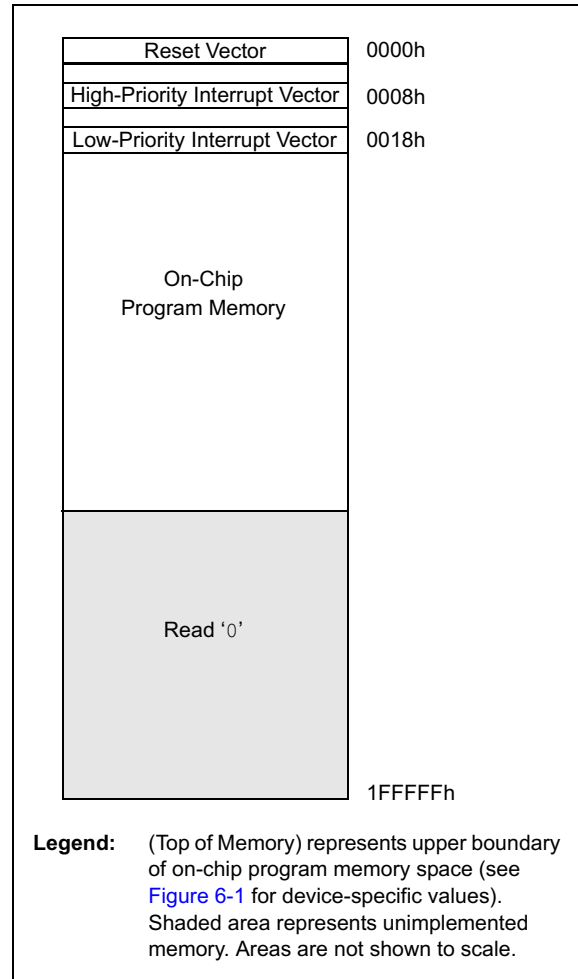 Reset Vector 0000h
High-Priority Interrupt Vector 0008h
Low-Priority Interrupt Vector 0018h
On-Chip
Program Memory
Read ‘0’
1FFFFFh
Legend: (Top of Memory) represents upper boundary
of on-chip program memory space (see
Figure 6-1 for device-specific values).
Shaded area represents unimplemented
memory. Areas are not shown to scale.